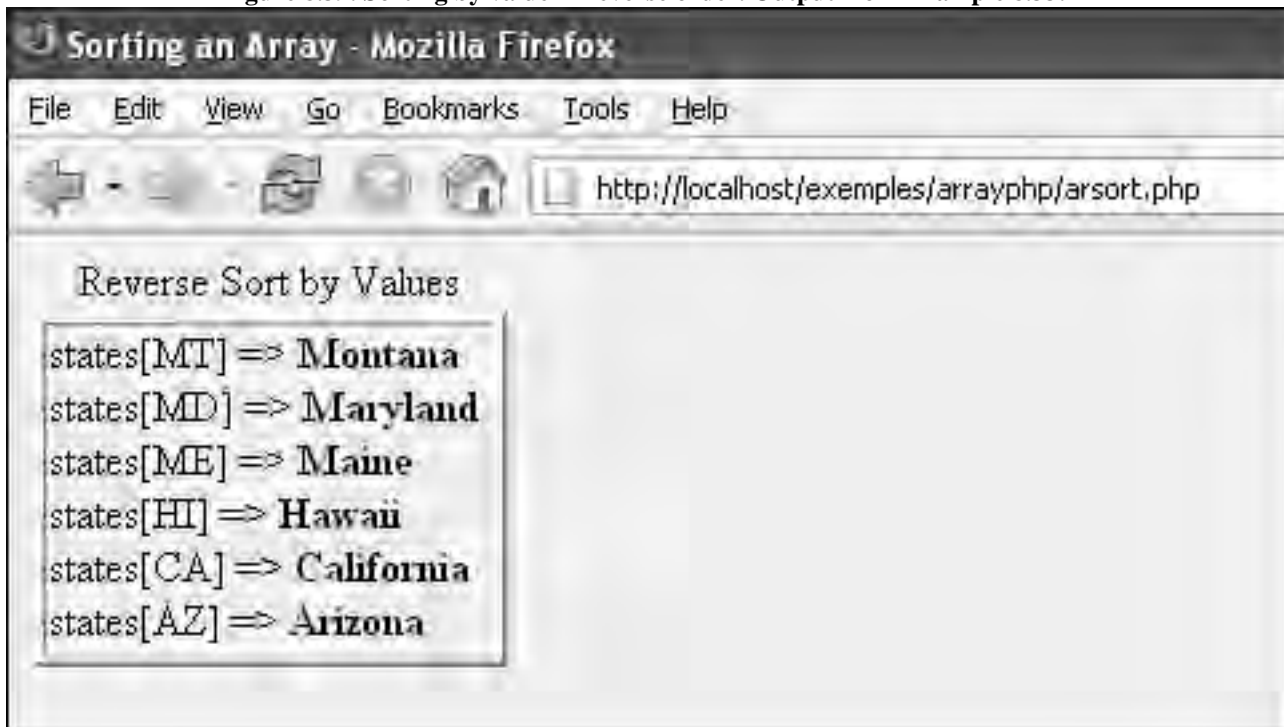 Sorting an Array - Mozilla Firefox
File Edit View Go Bookmarks Tools Help
http://localhost/exemples/arrayphp/arsort.php
Reverse Sort by Values
states[MT] => Montana
states[MD] => Maryland
states[ME] => Maine
states[HI] => Hawaii
states[CA] => California
states[AZ] => Arizona